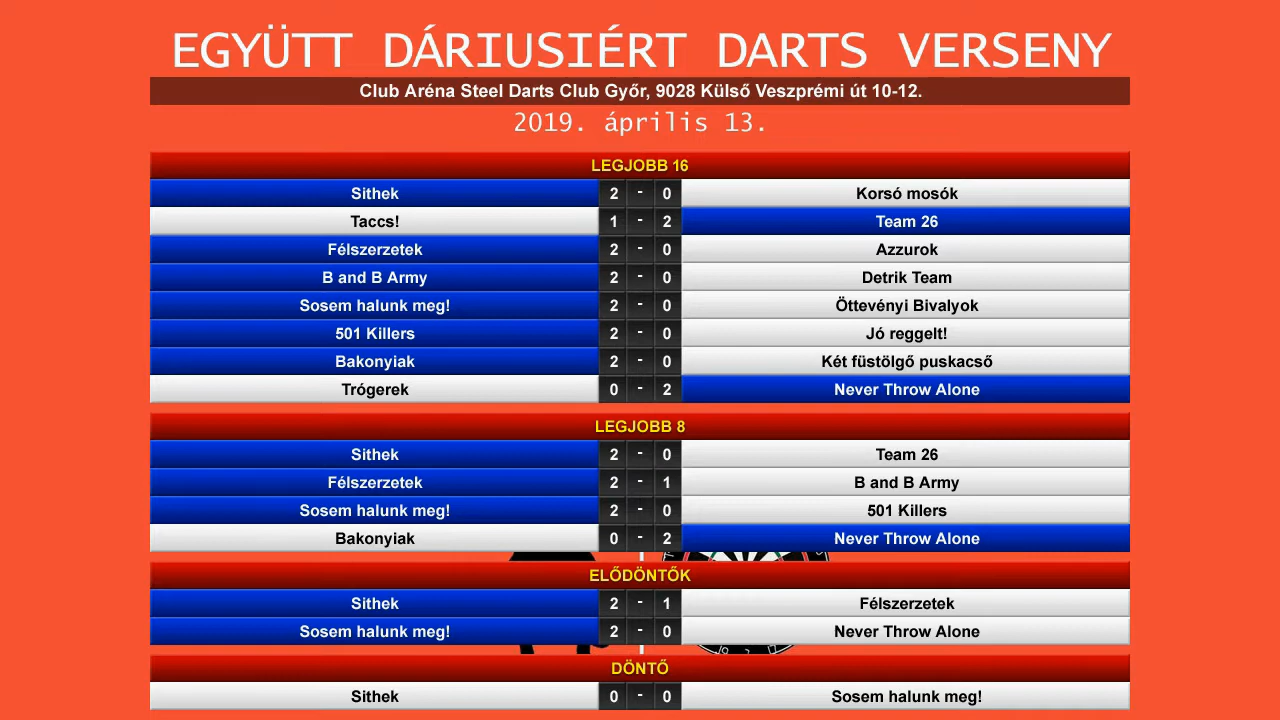 EGYÜTT DÁRIUSIÉRT DARTS VERSENY
Club Aréna Steel Darts Club Győr, 9028 Külső Veszprémi út 10-12.
2019. április 13.
LEGJOBB 16
Sithek 2 - 0 Korsó mosók
Taccs! 1 - 2 Team 26
Félszerzetek 2 - 0 Azzurok
B and B Army 2 - 0 Detrik Team
Sosem halunk meg! 2 - 0 Öttevényi Bivalyok
501 Killers 2 - 0 Jó reggelt!
Bakonyiak 2 - 0 Két füstölgő puskacső
Trógerek 0 - 2 Never Throw Alone
LEGJOBB 8
Sithek 2 - 0 Team 26
Félszerzetek 2 - 1 B and B Army
Sosem halunk meg! 2 - 0 501 Killers
Bakonyiak 0 - 2 Never Throw Alone
ELŐDÖNTŐK
Sithek 2 - 1 Félszerzetek
Sosem halunk meg! 2 - 0 Never Throw Alone
DÖNTŐ
Sithek 0 - 0 Sosem halunk meg!